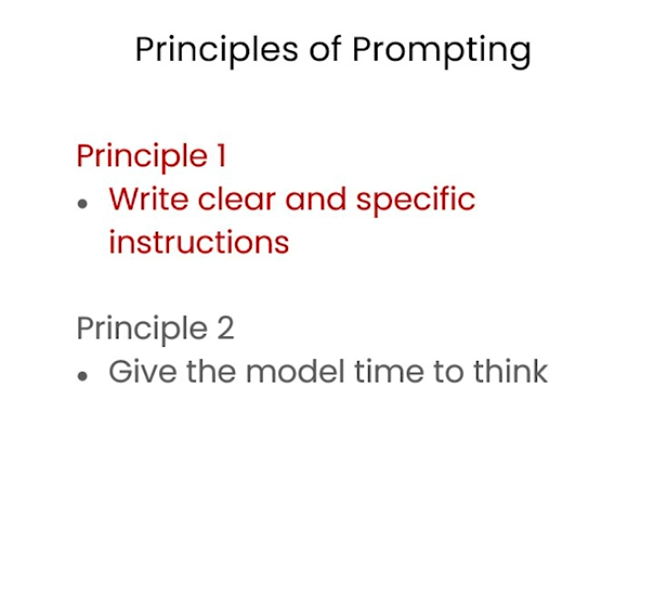 Principles of Prompting
Principle 1
• Write clear and specific
instructions
Principle 2
• Give the model time to think